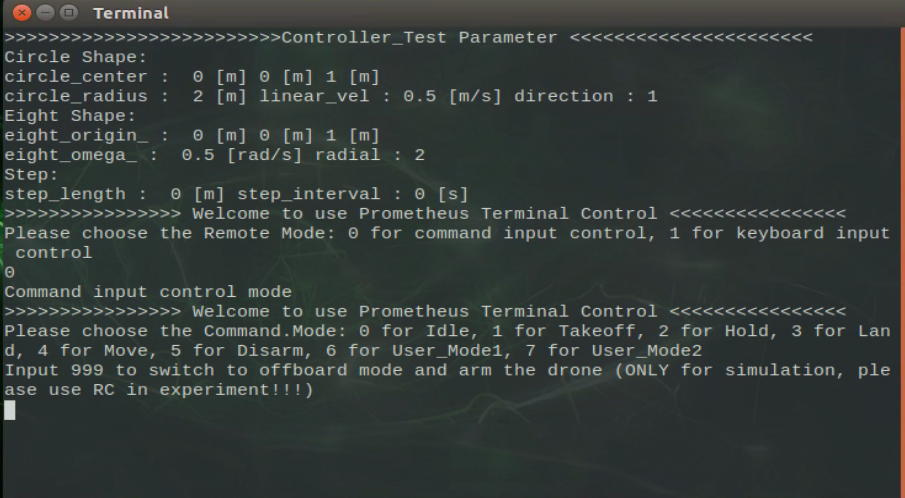 Terminal
>>>>>>>>>>>>>>>>>>>>>>>>>Controller_Test Parameter <<<<<<<<<<<<<<<<<<<<<<
Circle Shape:
circle_center :  0 [m] 0 [m] 1 [m]
circle_radius :  2 [m] linear_vel : 0.5 [m/s] direction : 1
Eight Shape:
eight_origin_ :  0 [m] 0 [m] 1 [m]
eight_omega_ :  0.5 [rad/s] radial : 2
Step:
step_length :  0 [m] step_interval : 0 [s]
>>>>>>>>>>>>>>>> Welcome to use Prometheus Terminal Control <<<<<<<<<<<<<<<<
Please choose the Remote Mode: 0 for command input control, 1 for keyboard input
 control
0
Command input control mode
>>>>>>>>>>>>>>>> Welcome to use Prometheus Terminal Control <<<<<<<<<<<<<<<<
Please choose the Command.Mode: 0 for Idle, 1 for Takeoff, 2 for Hold, 3 for Lan
d, 4 for Move, 5 for Disarm, 6 for User_Mode1, 7 for User_Mode2
Input 999 to switch to offboard mode and arm the drone (ONLY for simulation, ple
ase use RC in experiment!!!)